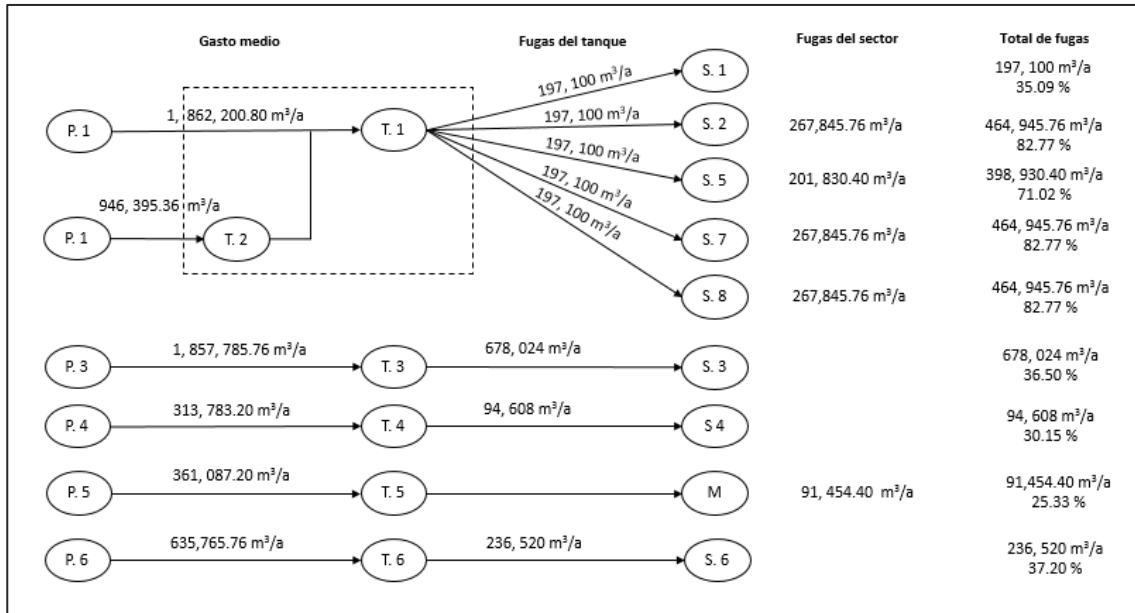 Gasto medio
Fugas del tanque
Fugas del sector
Total de fugas
P. 1
1, 862, 200.80 m³/a
T. 1
197, 100 m³/a
S. 1
197, 100 m³/a
35.09 %
197, 100 m³/a
S. 2
267,845.76 m³/a
464, 945.76 m³/a
82.77 %
197, 100 m³/a
S. 5
201, 830.40 m³/a
398, 930.40 m³/a
71.02 %
P. 1
946, 395.36 m³/a
T. 2
197, 100 m³/a
S. 7
267,845.76 m³/a
464, 945.76 m³/a
82.77 %
197, 100 m³/a
S. 8
267,845.76 m³/a
464, 945.76 m³/a
82.77 %
P. 3
1, 857, 785.76 m³/a
T. 3
678, 024 m³/a
S. 3
678, 024 m³/a
36.50 %
P. 4
313, 783.20 m³/a
T. 4
94, 608 m³/a
S 4
94, 608 m³/a
30.15 %
P. 5
361, 087.20 m³/a
T. 5
M
91, 454.40 m³/a
91,454.40 m³/a
25.33 %
P. 6
635,765.76 m³/a
T. 6
236, 520 m³/a
S. 6
236, 520 m³/a
37.20 %